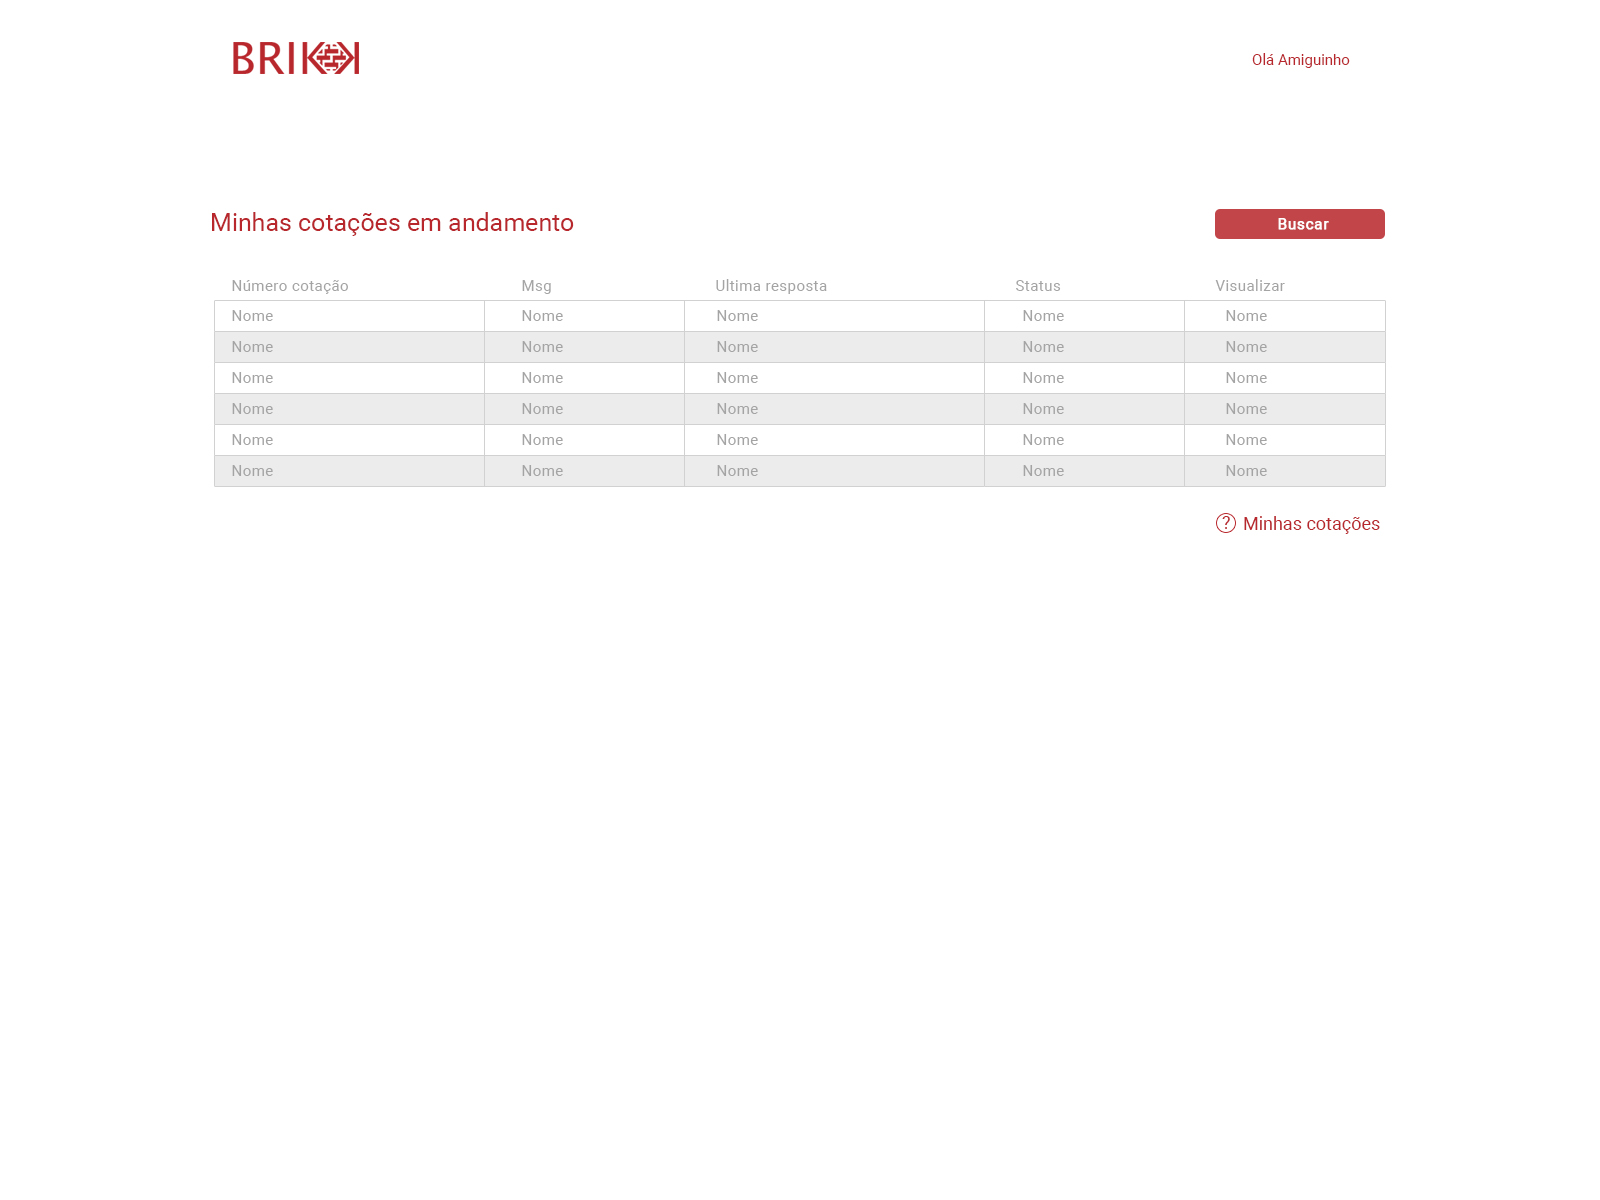 BRIKK
Olá Amiguinho
Minhas cotações em andamento
Buscar
Número cotação Msg Ultima resposta Status Visualizar
Nome Nome Nome Nome Nome
Nome Nome Nome Nome Nome
Nome Nome Nome Nome Nome
Nome Nome Nome Nome Nome
Nome Nome Nome Nome Nome
Nome Nome Nome Nome Nome
? Minhas cotações